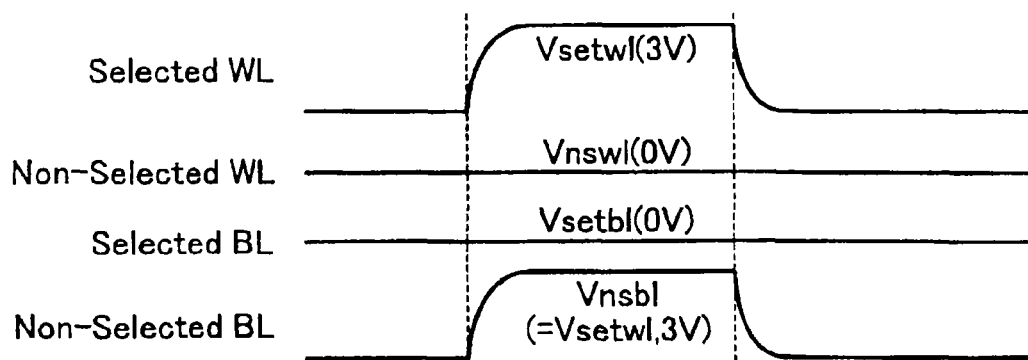 Selected WL
Vsetwl(3V)
Non-Selected WL
Vnswl(0V)
Selected BL
Vsetbl(0V)
Non-Selected BL
Vnsbl
(=Vsetwl,3V)